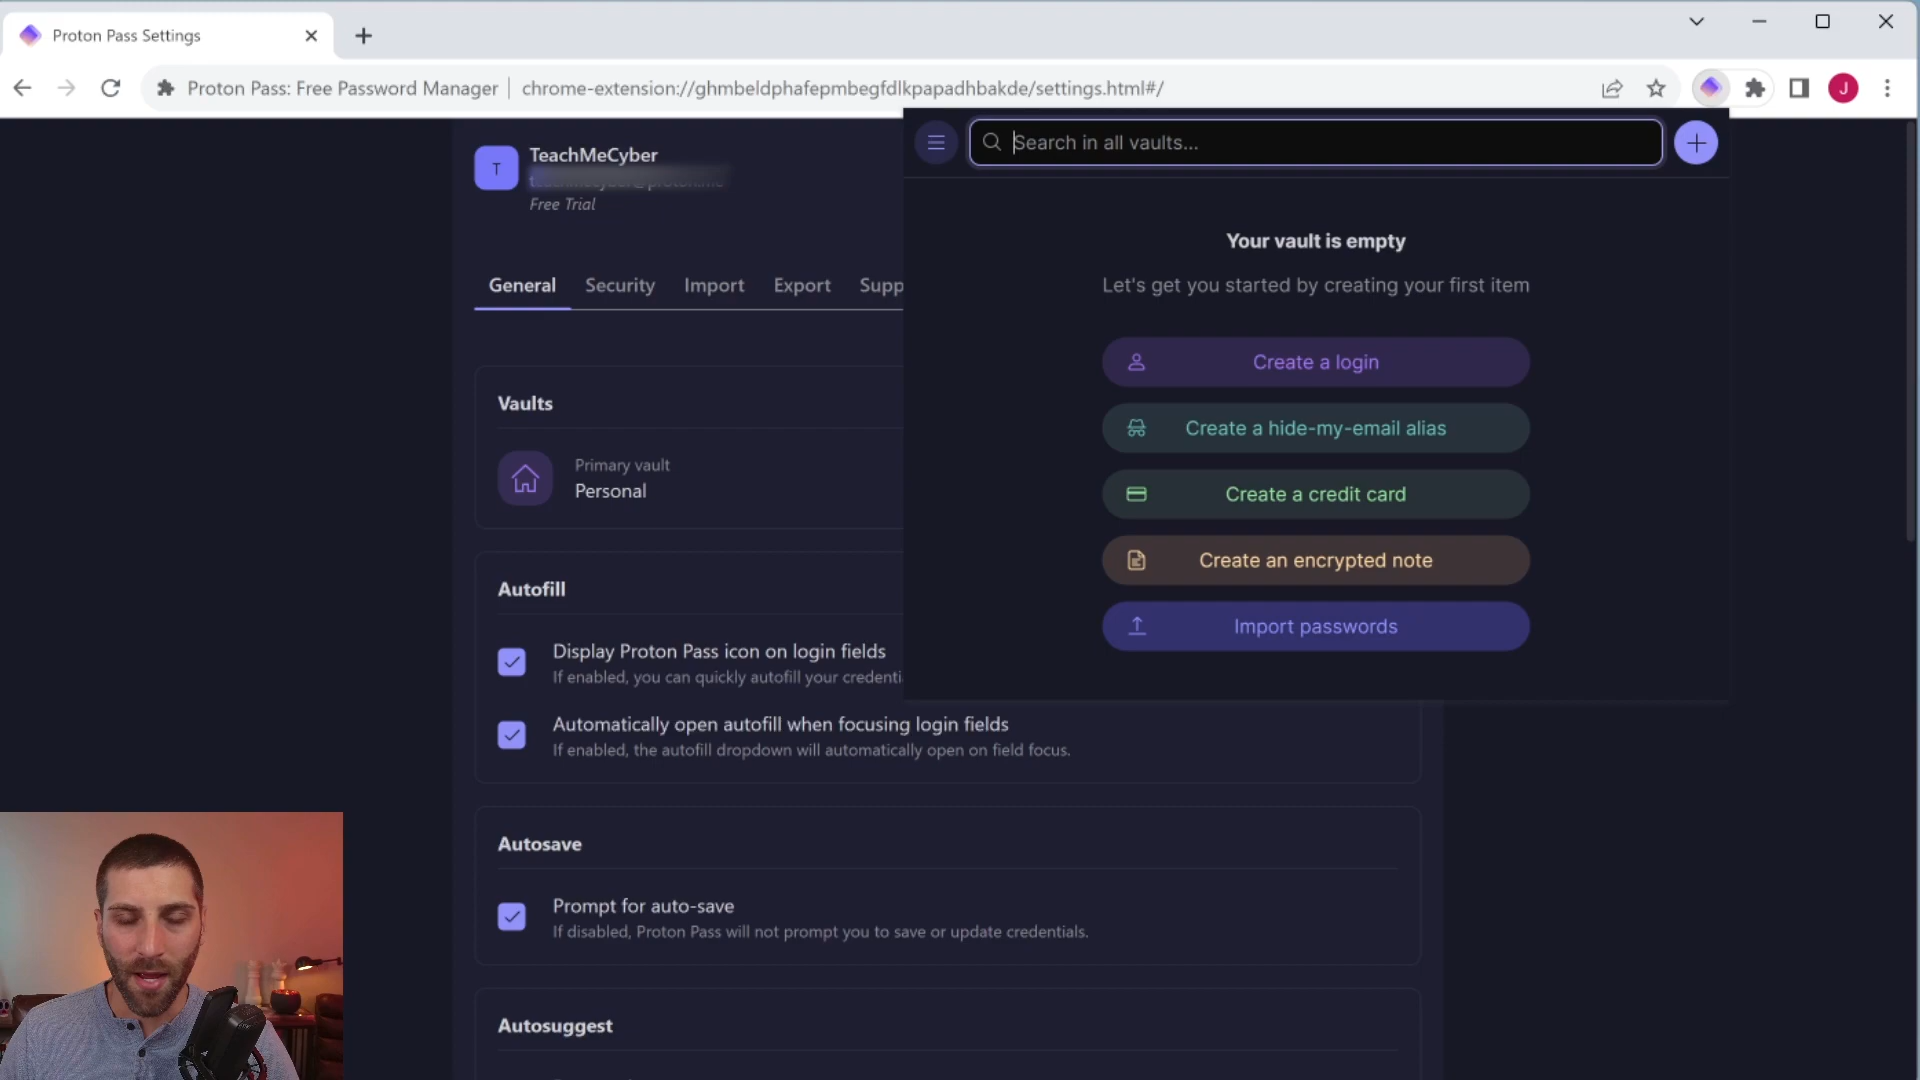 Proton Pass Settings
Proton Pass: Free Password Manager
chrome-extension://ghmbeldphafepmbegfdlkpapadhbakde/settings.html#/
J
T
TeachMeCyber
Free Trial
General
Security
Import
Export
Supp
Vaults
Primary vault
Personal
Autofill
Display Proton Pass icon on login fields
If enabled, you can quickly autofill your credenti
Automatically open autofill when focusing login fields
If enabled, the autofill dropdown will automatically open on field focus.
Autosave
Prompt for auto-save
If disabled, Proton Pass will not prompt you to save or update credentials.
Autosuggest
Search in all vaults...
Your vault is empty
Let's get you started by creating your first item
Create a login
Create a hide-my-email alias
Create a credit card
Create an encrypted note
Import passwords